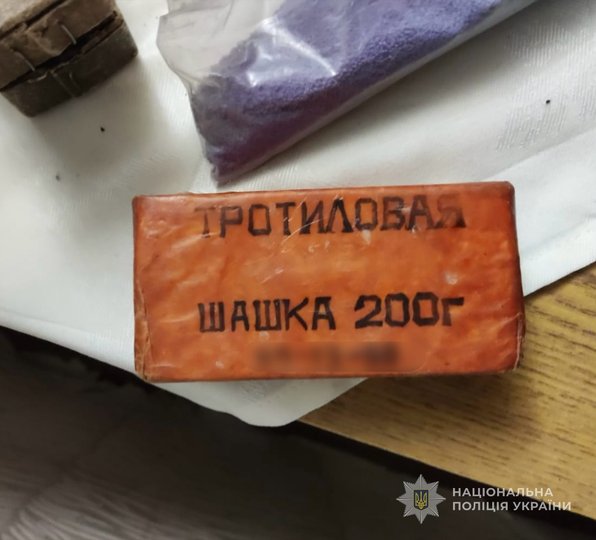 ТРОТИЛОВАЯ
ШАШКА 200г
НАЦІОНАЛЬНА
ПОЛІЦІЯ УКРАЇНИ